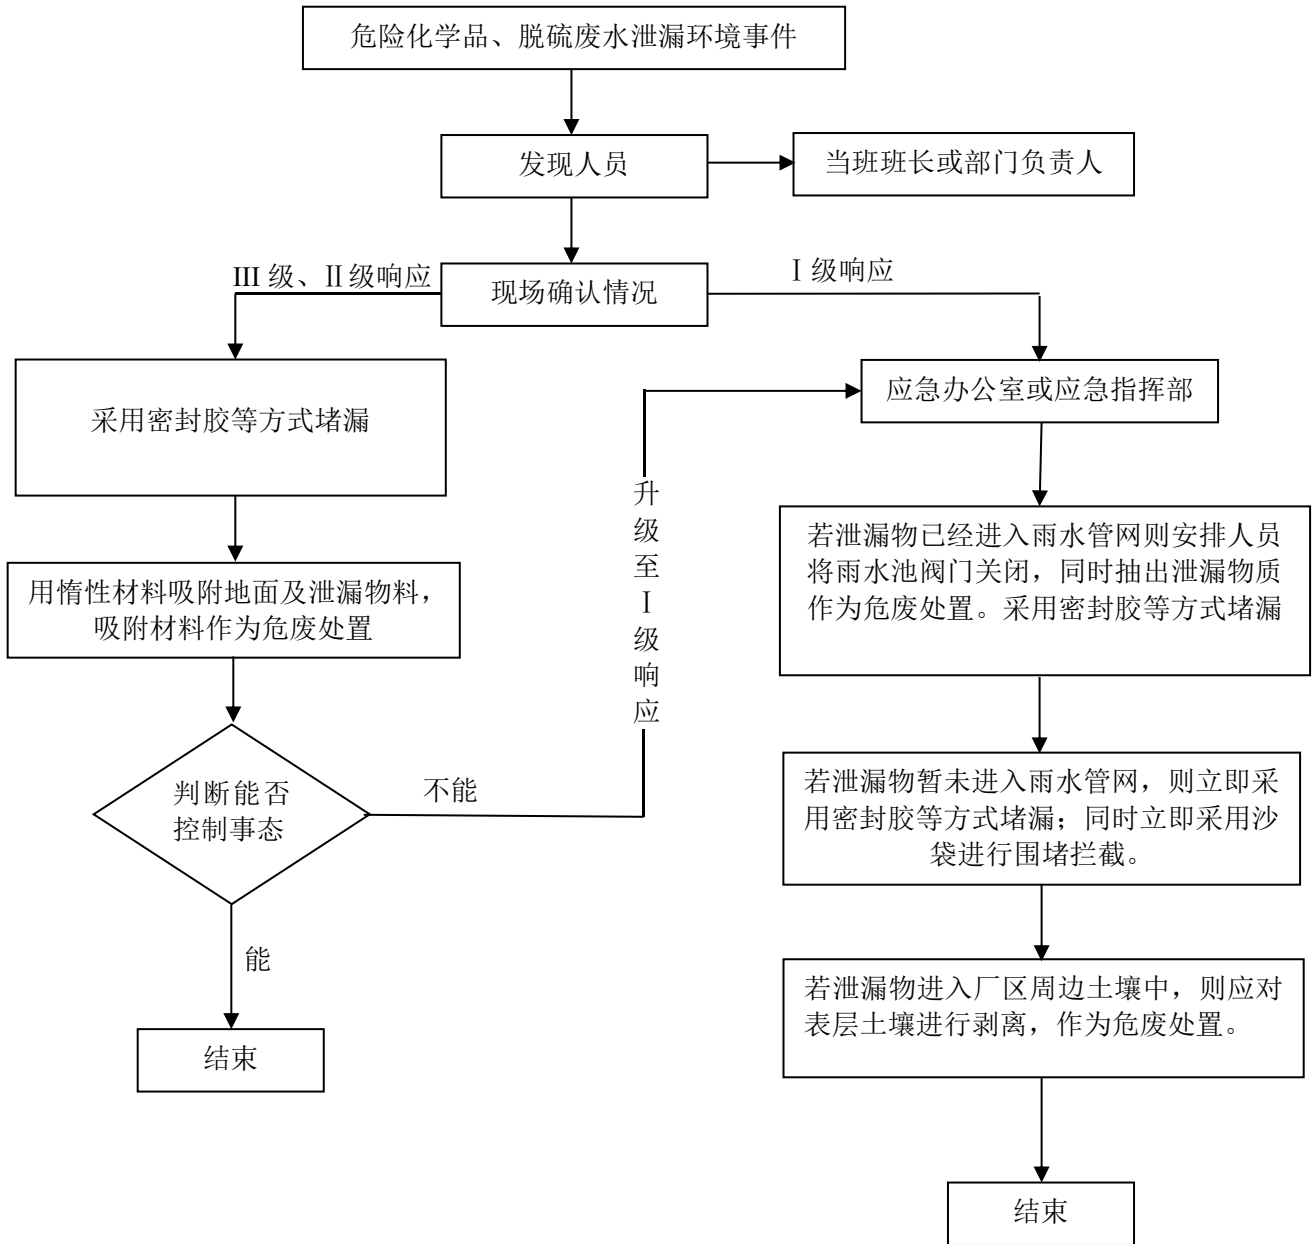 危险化学品、脱硫废水泄漏环境事件
发现人员
当班班长或部门负责人
III 级、Ⅱ级响应
现场确认情况
Ⅰ级响应
采用密封胶等方式堵漏
应急办公室或应急指挥部
升
级
至
Ⅰ
级
响
应
若泄漏物已经进入雨水管网则安排人员
将雨水池阀门关闭，同时抽出泄漏物质
作为危废处置。采用密封胶等方式堵漏
用惰性材料吸附地面及泄漏物料，
吸附材料作为危废处置
判断能否
控制事态
不能
若泄漏物暂未进入雨水管网，则立即采
用密封胶等方式堵漏；同时立即采用沙
袋进行围堵拦截。
能
若泄漏物进入厂区周边土壤中，则应对
表层土壤进行剥离，作为危废处置。
结束
结束